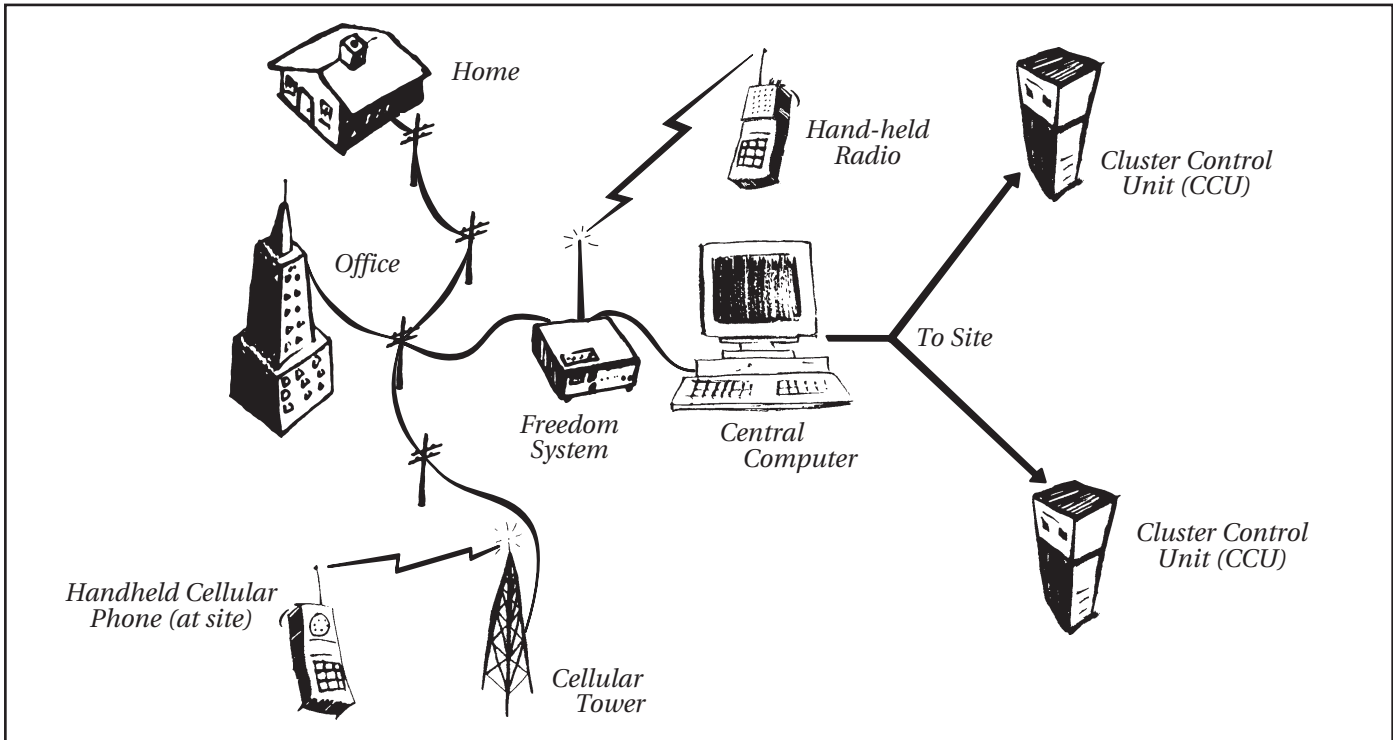 Home
Hand-held
Radio
Cluster Control
Unit (CCU)
Office
To Site
Freedom
System
Central
Computer
Cluster Control
Unit (CCU)
Handheld Cellular
Phone (at site)
Cellular
Tower